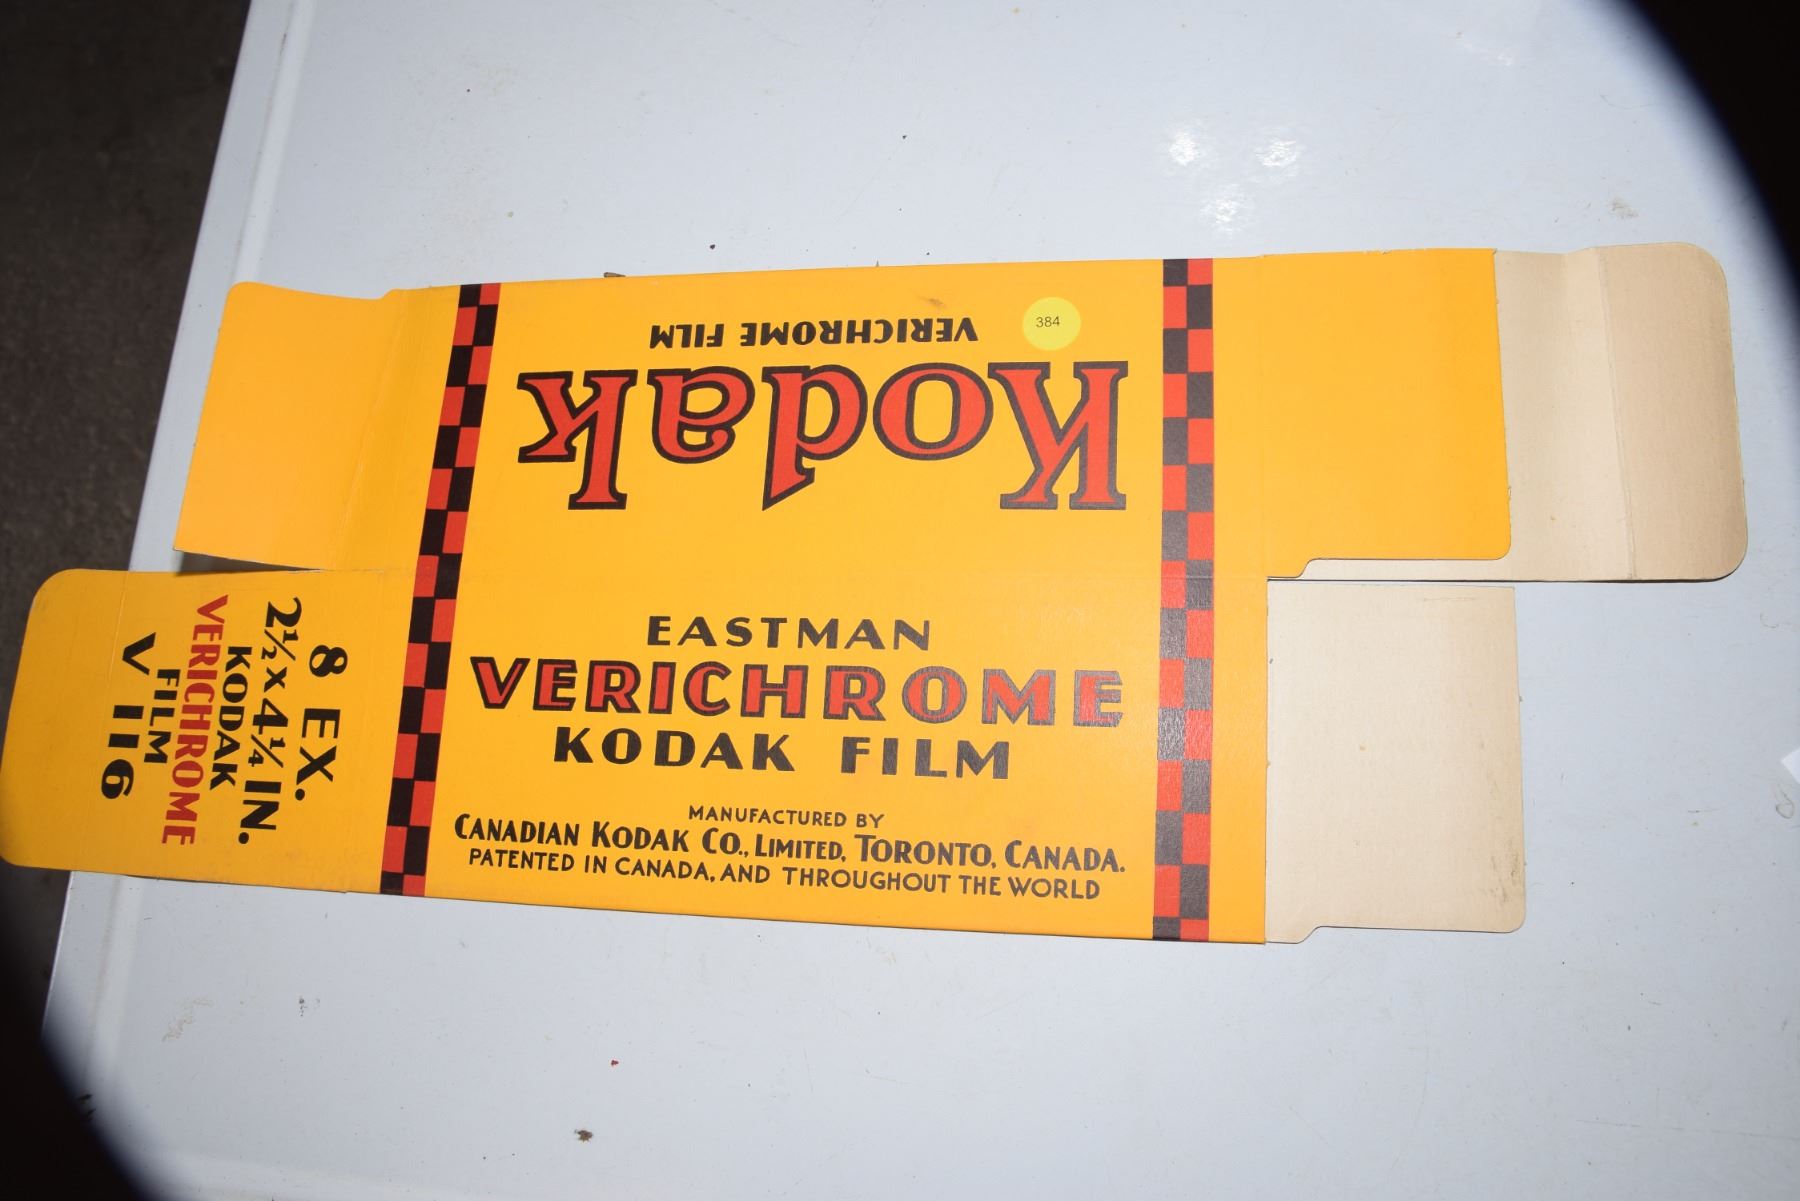 384
Kodak
VERICHROME FILM
EASTMAN
VERICHROME
KODAK FILM
MANUFACTURED BY
CANADIAN KODAK CO., LIMITED, TORONTO, CANADA.
PATENTED IN CANADA, AND THROUGHOUT THE WORLD
8 EX.
2½ x 4¼ IN.
KODAK
VERICHROME
FILM
V 116